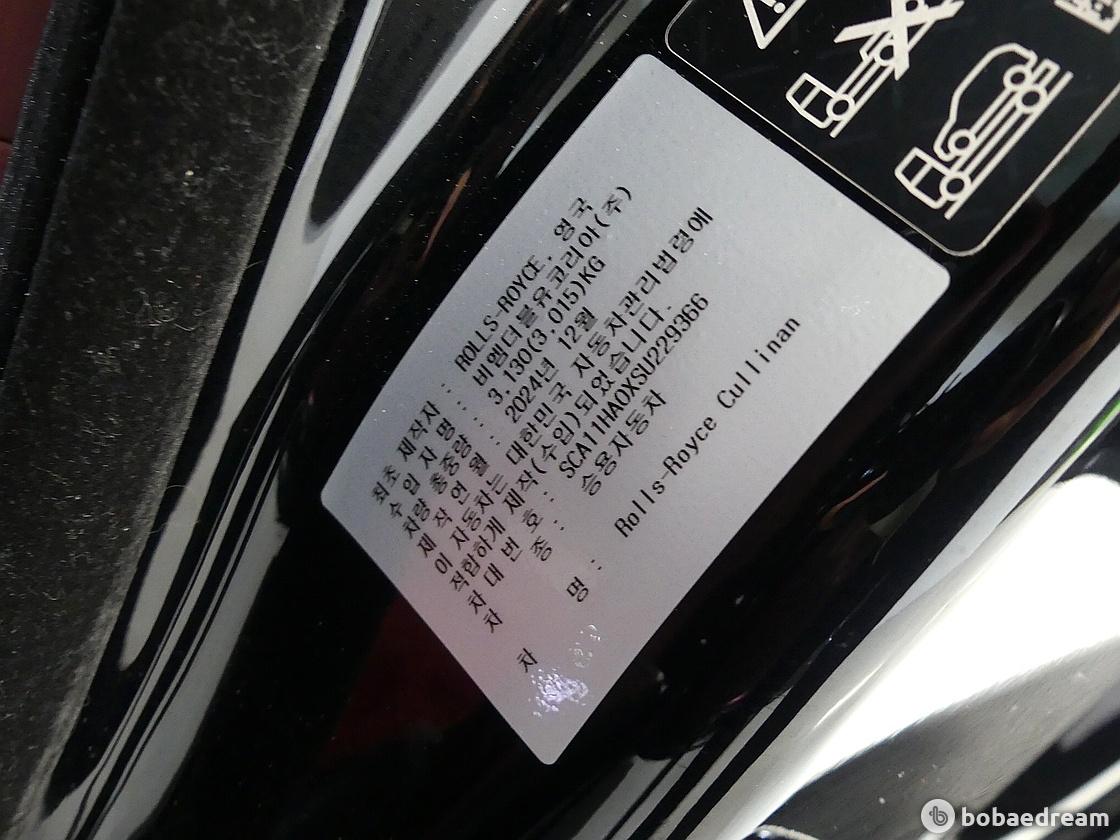 최초 제작자 : ROLLS-ROYCE, 영국
수 입 자 명 : 비엠더블유코리아(주)
차량 총중량 : 3,130(3,015)KG
제 작 연 월 : 2024년 12월
이 자동차는 대한민국 자동차관리법령에
적합하게 제작(수입)되었습니다.
차 대 번 호 : SCA11HA0XSU229366
차 종 : 승용자동차
차 명 : Rolls-Royce Cullinan
bobaedream